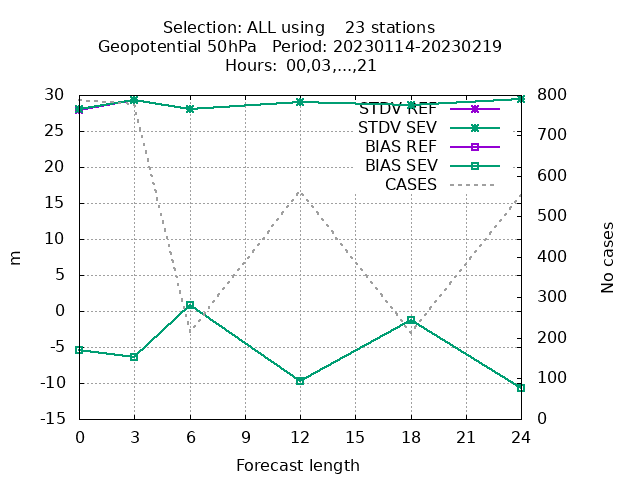 Selection: ALL using    23 stations
Geopotential 50hPa   Period: 20230114-20230219
Hours: 00,03,...,21
30
25
20
15
10
5
0
-5
-10
-15
m
800
700
600
500
400
300
200
100
0
No cases
STDV REF
STDV SEV
BIAS REF
BIAS SEV
CASES
0 3 6 9 12 15 18 21 24
Forecast length